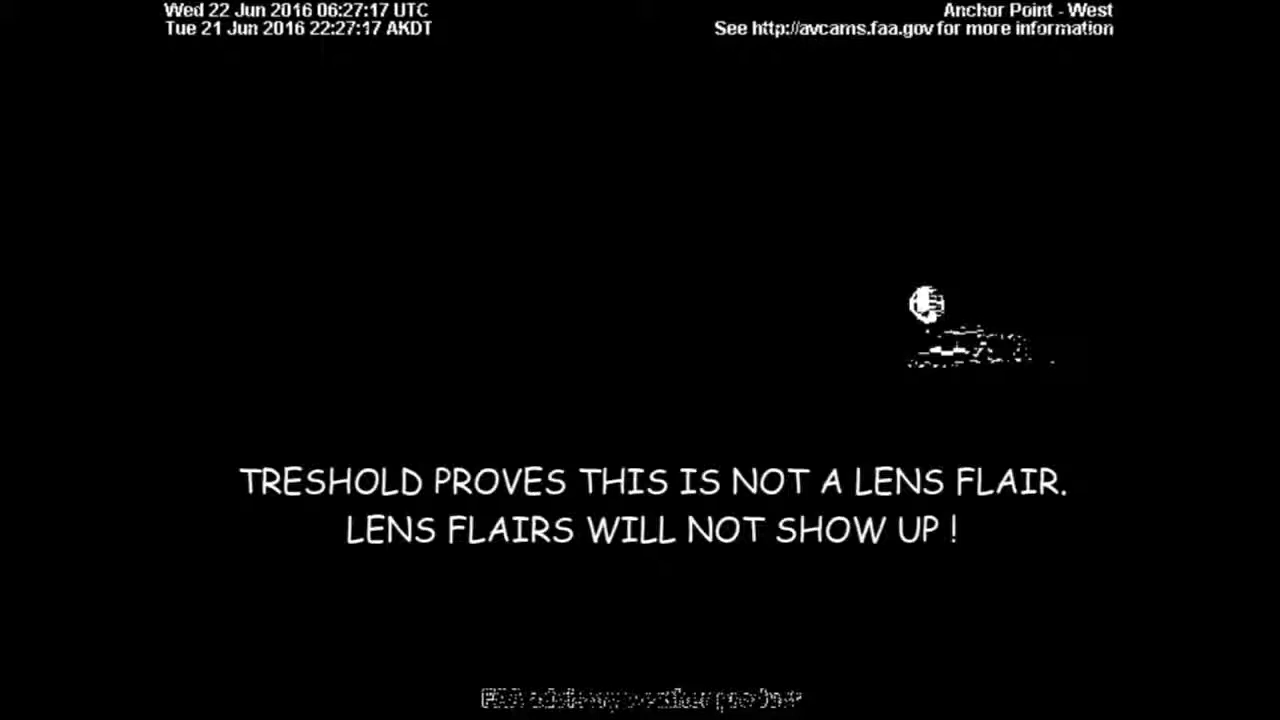 Wed 22 Jun 2016 06:27:17 UTC
Tue 21 Jun 2016 22:27:17 AKDT
Anchor Point - West
See http://avcams.faa.gov for more information
TRESHOLD PROVES THIS IS NOT A LENS FLAIR.
LENS FLAIRS WILL NOT SHOW UP !
FAA